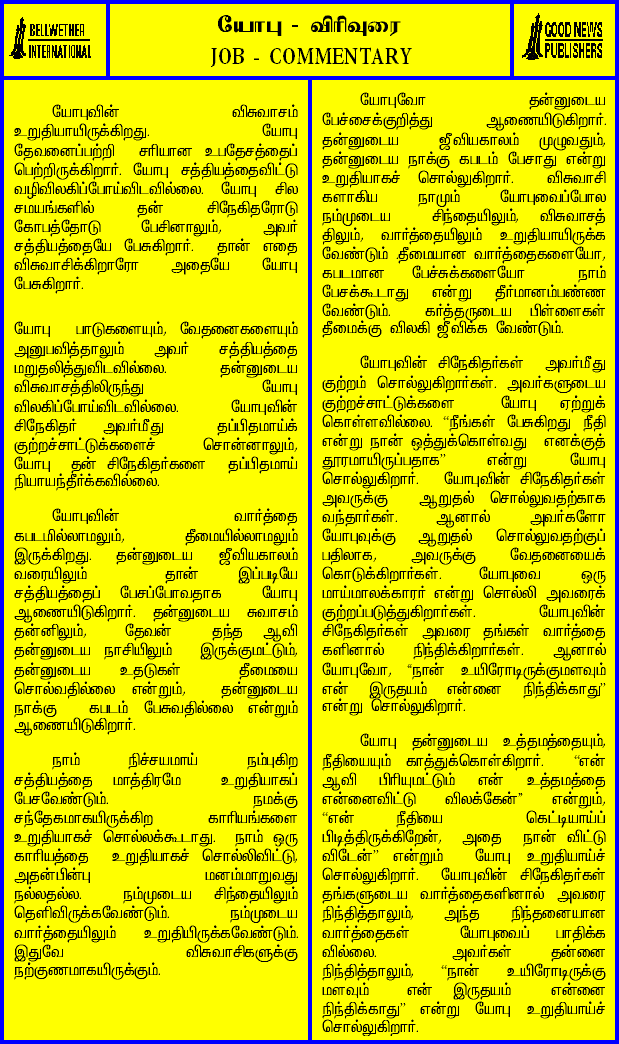 BELLWETHER
INTERNATIONAL
யோபு - விரிவுரை
JOB - COMMENTARY
GOOD NEWS
PUBLISHERS
யோபுவின் விசுவாசம்
உறுதியாயிருக்கிறது. யோபு
தேவனைப்பற்றி சரியான உபதேசத்தைப்
பெற்றிருக்கிறார். யோபு சத்தியத்தைவிட்டு
வழிவிலகிப்போய்விடவில்லை. யோபு சில
சமயங்களில் தன் சிநேகிதரோடு
கோபத்தோடு பேசினாலும், அவர்
சத்தியத்தையே பேசுகிறார். தான் எதை
விசுவாசிக்கிறாரோ அதையே யோபு
பேசுகிறார்.
யோபு பாடுகளையும், வேதனைகளையும்
அனுபவித்தாலும் அவர் சத்தியத்தை
மறுதலித்துவிடவில்லை. தன்னுடைய
விசுவாசத்திலிருந்து யோபு
விலகிப்போய்விடவில்லை. யோபுவின்
சிநேகிதர் அவர்மீது தப்பிதமாய்க்
குற்றச்சாட்டுக்களைச் சொன்னாலும்,
யோபு தன் சிநேகிதர்களை தப்பிதமாய்
நியாயந்தீர்க்கவில்லை.
யோபுவின் வார்த்தை
கபடமில்லாமலும், தீமையில்லாமலும்
இருக்கிறது. தன்னுடைய ஜீவியகாலம்
வரையிலும் தான் இப்படியே
சத்தியத்தைப் பேசப்போவதாக யோபு
ஆணையிடுகிறார். தன்னுடைய சுவாசம்
தன்னிலும், தேவன் தந்த ஆவி
தன்னுடைய நாசியிலும் இருக்குமட்டும்,
தன்னுடைய உதடுகள் தீமையை
சொல்வதில்லை என்றும், தன்னுடைய
நாக்கு கபடம் பேசுவதில்லை என்றும்
ஆணையிடுகிறார்.
நாம் நிச்சயமாய் நம்புகிற
சத்தியத்தை மாத்திரமே உறுதியாகப்
பேசவேண்டும். நமக்கு
சந்தேகமாகயிருக்கிற காரியங்களை
உறுதியாகச் சொல்லக்கூடாது. நாம் ஒரு
காரியத்தை உறுதியாகச் சொல்லிவிட்டு,
அதன்பின்பு மனம்மாறுவது
நல்லதல்ல. நம்முடைய சிந்தையிலும்
தெளிவிருக்கவேண்டும். நம்முடைய
வார்த்தையிலும் உறுதியிருக்கவேண்டும்.
இதுவே விசுவாசிகளுக்கு
நற்குணமாகயிருக்கும்.
யோபுவோ தன்னுடைய
பேச்சைக்குறித்து ஆணையிடுகிறார்.
தன்னுடைய ஜீவியகாலம் முழுவதும்,
தன்னுடைய நாக்கு கபடம் பேசாது என்று
உறுதியாகச் சொல்லுகிறார். விசுவாசி
களாகிய நாமும் யோபுவைப்போல
நம்முடைய சிந்தையிலும், விசுவாசத்
திலும், வார்த்தையிலும் உறுதியாயிருக்க
வேண்டும் .தீமையான வார்த்தைகளையோ,
கபடமான பேச்சுக்களையோ நாம்
பேசக்கூடாது என்று தீர்மானம்பண்ண
வேண்டும். கர்த்தருடைய பிள்ளைகள்
தீமைக்கு விலகி ஜீவிக்க வேண்டும்.
யோபுவின் சிநேகிதர்கள் அவர்மீது
குற்றம் சொல்லுகிறார்கள். அவர்களுடைய
குற்றச்சாட்டுக்களை யோபு ஏற்றுக்
கொள்ளவில்லை. “நீங்கள் பேசுகிறது நீதி
என்று நான் ஒத்துக்கொள்வது எனக்குத்
தூரமாயிருப்பதாக” என்று யோபு
சொல்லுகிறார். யோபுவின் சிநேகிதர்கள்
அவருக்கு ஆறுதல் சொல்லுவதற்காக
வந்தார்கள். ஆனால் அவர்களோ
யோபுவுக்கு ஆறுதல் சொல்லுவதற்குப்
பதிலாக, அவருக்கு வேதனையைக்
கொடுக்கிறார்கள். யோபுவை ஒரு
மாய்மாலக்காரர் என்று சொல்லி அவரைக்
குற்றப்படுத்துகிறார்கள். யோபுவின்
சிநேகிதர்கள் அவரை தங்கள் வார்த்தை
களினால் நிந்திக்கிறார்கள். ஆனால்
யோபுவோ, “நான் உயிரோடிருக்குமளவும்
என் இருதயம் என்னை நிந்திக்காது”
என்று சொல்லுகிறார்.
யோபு தன்னுடைய உத்தமத்தையும்,
நீதியையும் காத்துக்கொள்கிறார். “என்
ஆவி பிரியுமட்டும் என் உத்தமத்தை
என்னைவிட்டு விலக்கேன்” என்றும்,
“என் நீதியை கெட்டியாய்ப்
பிடித்திருக்கிறேன், அதை நான் விட்டு
விடேன்” என்றும் யோபு உறுதியாய்ச்
சொல்லுகிறார். யோபுவின் சிநேகிதர்கள்
தங்களுடைய வார்த்தைகளினால் அவரை
நிந்தித்தாலும், அந்த நிந்தனையான
வார்த்தைகள் யோபுவைப் பாதிக்க
வில்லை. அவர்கள் தன்னை
நிந்தித்தாலும், “நான் உயிரோடிருக்கு
மளவும் என் இருதயம் என்னை
நிந்திக்காது” என்று யோபு உறுதியாய்ச்
சொல்லுகிறார்.